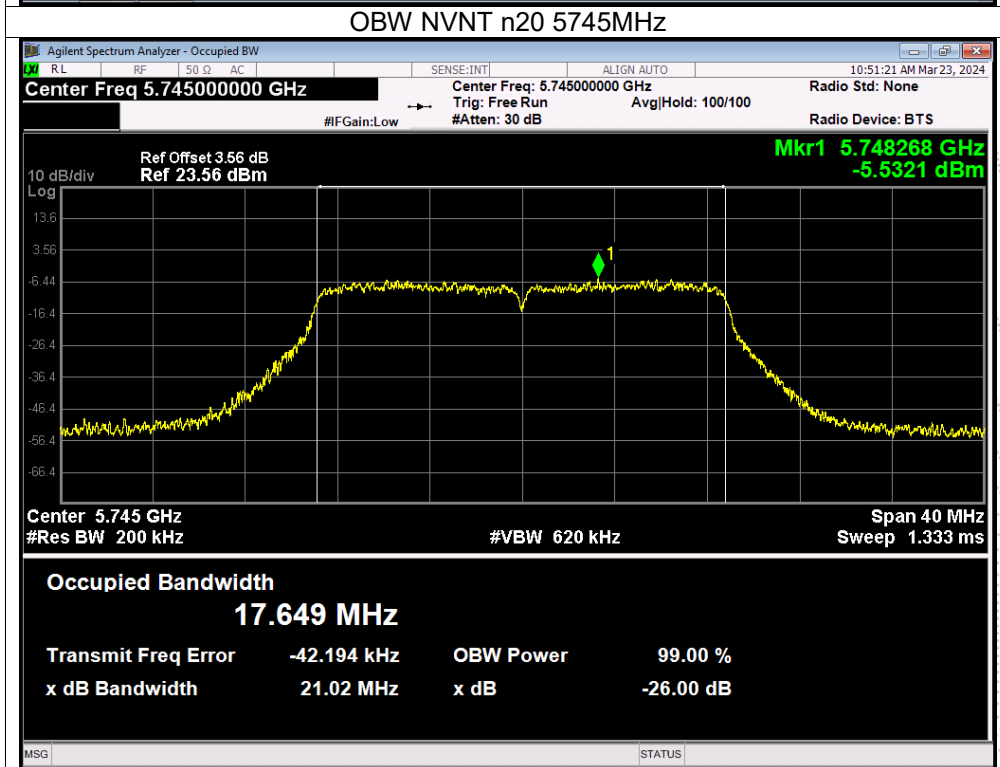 OBW NVNT n20 5745MHz
Agilent Spectrum Analyzer - Occupied BW
LXI RL RF 50 Ω AC SENSE:INT ALIGN AUTO 10:51:21 AM Mar 23, 2024
Center Freq 5.745000000 GHz Center Freq: 5.745000000 GHz Radio Std: None
Trig: Free Run Avg|Hold: 100/100
#IFGain:Low #Atten: 30 dB Radio Device: BTS
Mkr1 5.748268 GHz
-5.5321 dBm
Ref Offset 3.56 dB
10 dB/div Ref 23.56 dBm
Log
13.6
3.56
1
-6.44
-16.4
-26.4
-36.4
-46.4
-56.4
-66.4
Center 5.745 GHz Span 40 MHz
#Res BW 200 kHz #VBW 620 kHz Sweep 1.333 ms
Occupied Bandwidth
17.649 MHz
Transmit Freq Error -42.194 kHz OBW Power 99.00 %
x dB Bandwidth 21.02 MHz x dB -26.00 dB
MSG STATUS